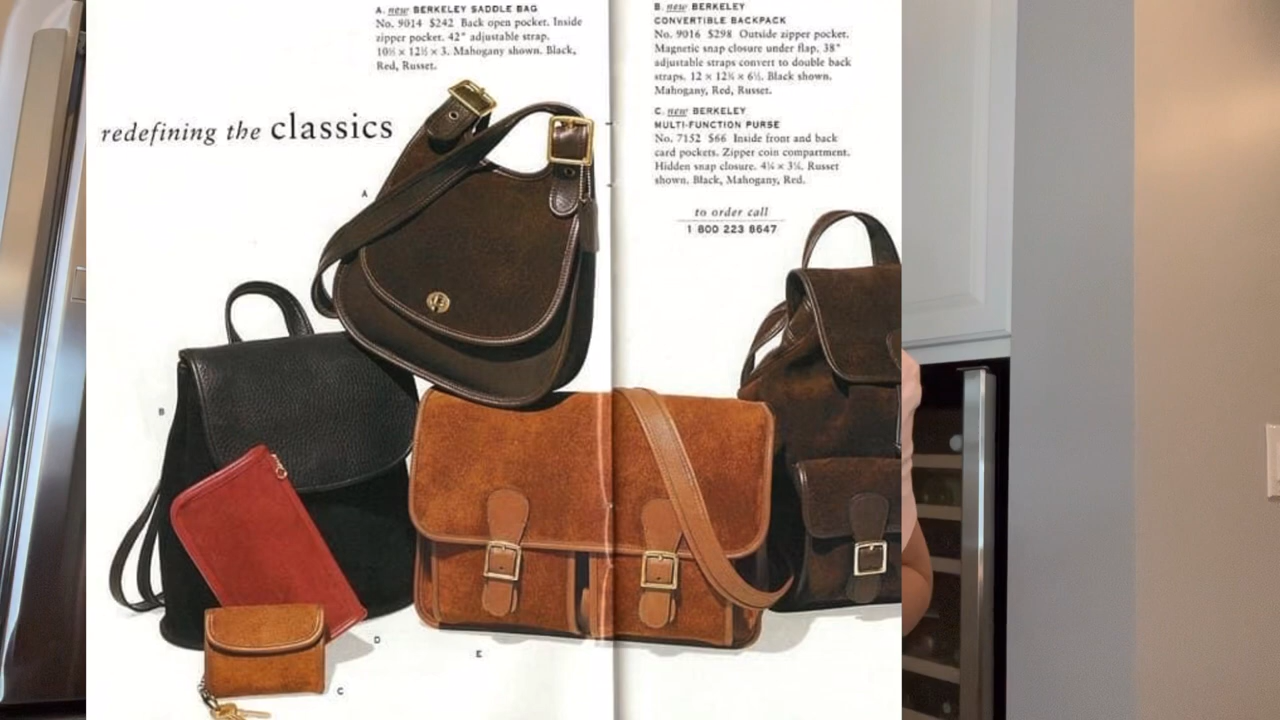 A. new BERKELEY SADDLE BAG
No. 9014 $242 Back open pocket. Inside
zipper pocket. 42" adjustable strap.
10½ × 12½ × 3. Mahogany shown. Black,
Red, Russet.
redefining the classics
A
B
D
E
C
B. new BERKELEY
CONVERTIBLE BACKPACK
No. 9016 $298 Outside zipper pocket.
Magnetic snap closure under flap. 38"
adjustable straps convert to double back
straps. 12 × 12¾ × 6½. Black shown.
Mahogany, Red, Russet.
C. new BERKELEY
MULTI-FUNCTION PURSE
No. 7152 $66 Inside front and back
card pockets. Zipper coin compartment.
Hidden snap closure. 4¼ × 3¼. Russet
shown. Black, Mahogany, Red.
to order call
1 800 223 8647